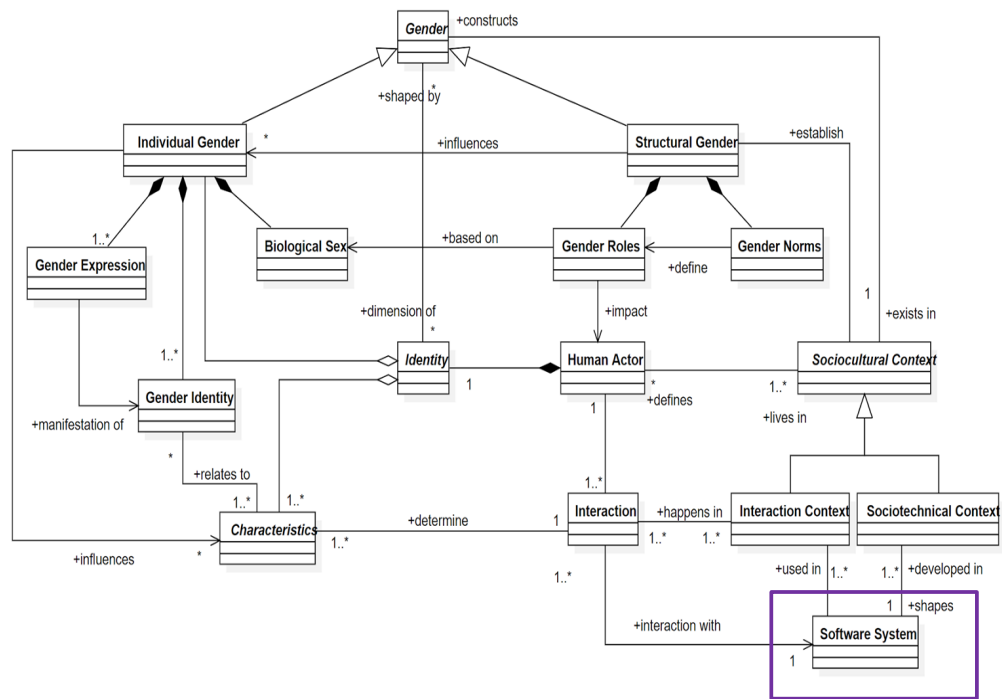 Gender
+constructs
+shaped by
*
Individual Gender
*
+influences
Structural Gender
+establish
1..*
Gender Expression
Biological Sex
+based on
Gender Roles
Gender Norms
+define
+dimension of
+impact
1
+exists in
*
1..*
Identity
Human Actor
Sociocultural Context
1
*
1..*
Gender Identity
1
+defines
+lives in
+manifestation of
*
+relates to
1..*
1..*
1..*
Characteristics
+determine
1
Interaction
+happens in
Interaction Context
Sociotechnical Context
+influences
*
1..*
1..*
1..*
1..*
+used in
1..*
1..*
+developed in
1
+shapes
+interaction with
Software System
1